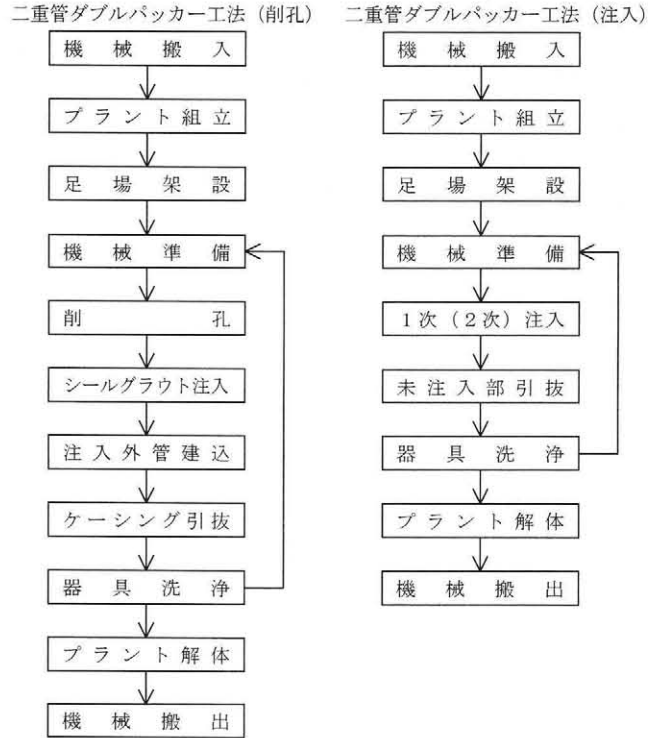 二重管ダブルパッカー工法（削孔）
機械搬入
プラント組立
足場架設
機械準備
削孔
シールグラウト注入
注入外管建込
ケーシング引抜
器具洗浄
プラント解体
機械搬出
二重管ダブルパッカー工法（注入）
機械搬入
プラント組立
足場架設
機械準備
1次（2次）注入
未注入部引抜
器具洗浄
プラント解体
機械搬出